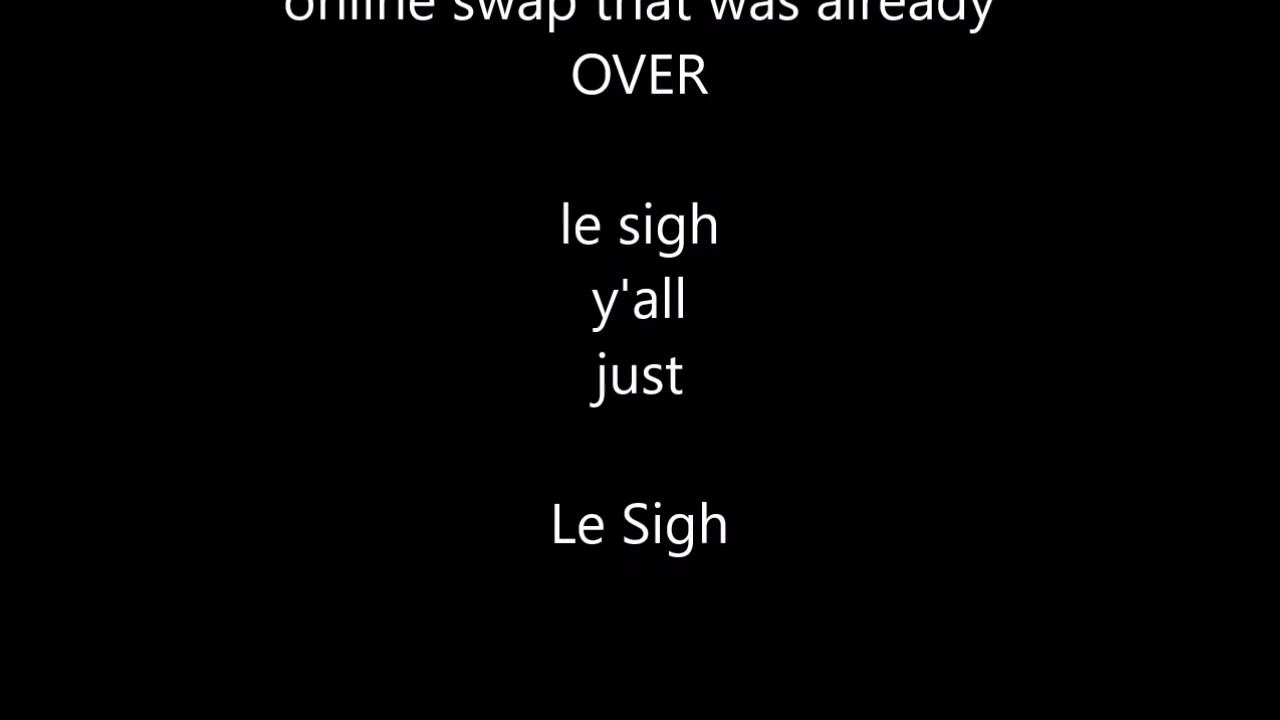 online swap that was already
OVER
le sigh
y'all
just
Le Sigh